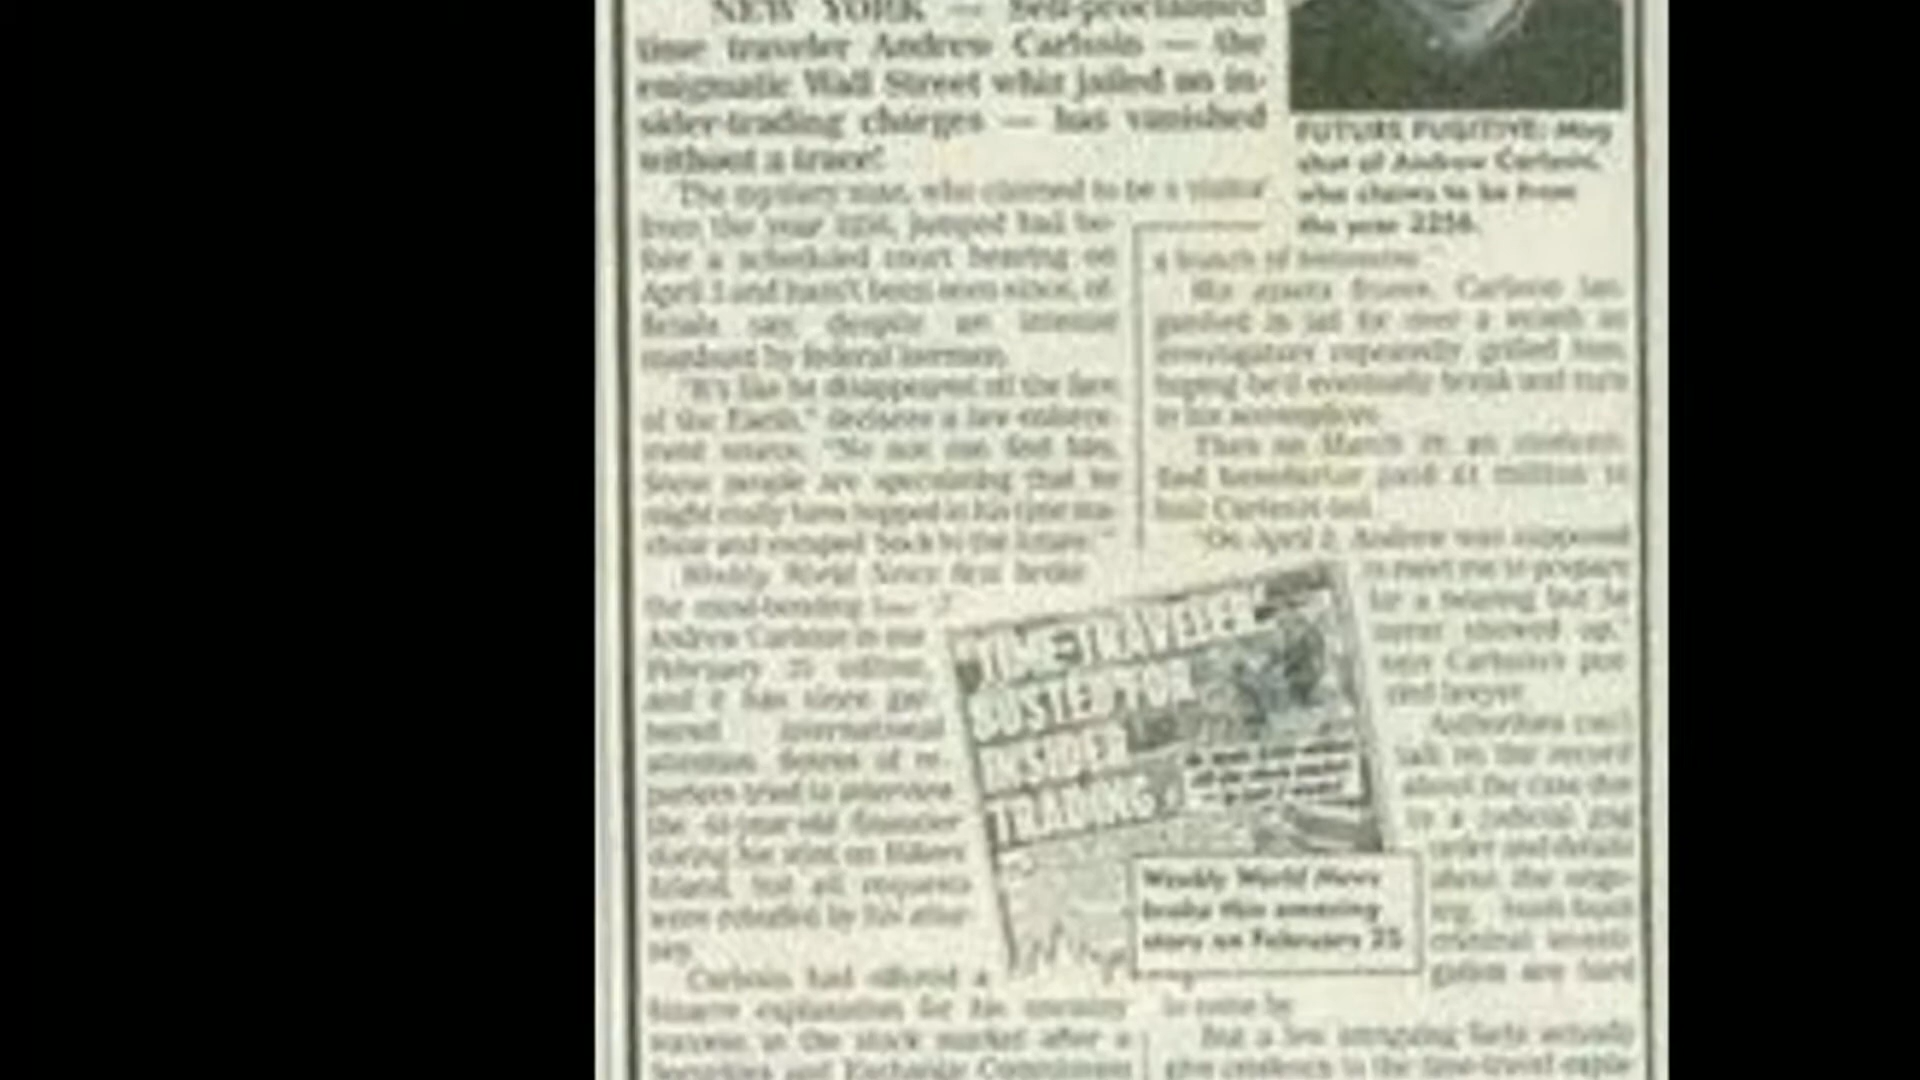 NEW YORK — Self-proclaimed
time traveler Andrew Carlssin — the
enigmatic Wall Street whiz jailed on in-
sider-trading charges — has vanished
without a trace!
The mystery man, who claimed to be a visitor
from the year 2256, jumped bail be-
fore a scheduled court hearing on
April 2 and hasn't been seen since, of-
ficials say, despite an intense
manhunt by federal lawmen.
"It's like he disappeared off the face
of the Earth," declares a law enforce-
ment source. "No one can find him.
Some people are speculating that he
might really have hopped in his time ma-
chine and escaped 'back to the future.'"
Weekly World News first broke
the mind-bending
Andrew Carlssin in our
February 25 edition,
and it has since gar-
nered international
attention. Scores of re-
porters tried to interview
the 44-year-old financier
during his stint on Rikers
Island, but all requests
were rebuffed by his attor-
ney.
Carlssin had offered a
bizarre explanation for his uncanny
success in the stock market after a
Securities and Exchange Commission
FUTURE FUGITIVE: Mug
shot of Andrew Carlssin,
who claims to be from
the year 2256.
a bunch of
His assets frozen, Carlssin lan-
guished in jail for over a month as
investigators repeatedly grilled him,
hoping he'd eventually break and turn
in his accomplices.
Then on March 29, an unidenti-
fied benefactor paid $1 million to
bail Carlssin out.
"On April 2, Andrew was supposed
to meet me to prepare
for a hearing but he
never showed up,"
says Carlssin's
lawyer.
Authorities can't
talk on the record
about the case due
to a judicial gag
order and details
about the ongo-
ing
criminal investi-
gation are hard
to come by.
But a few intriguing facts actually
give credence to the time-travel expla-
TIME-TRAVELER
BUSTED FOR
INSIDER
TRADING
Weekly World News
broke this amazing
story on February 25.